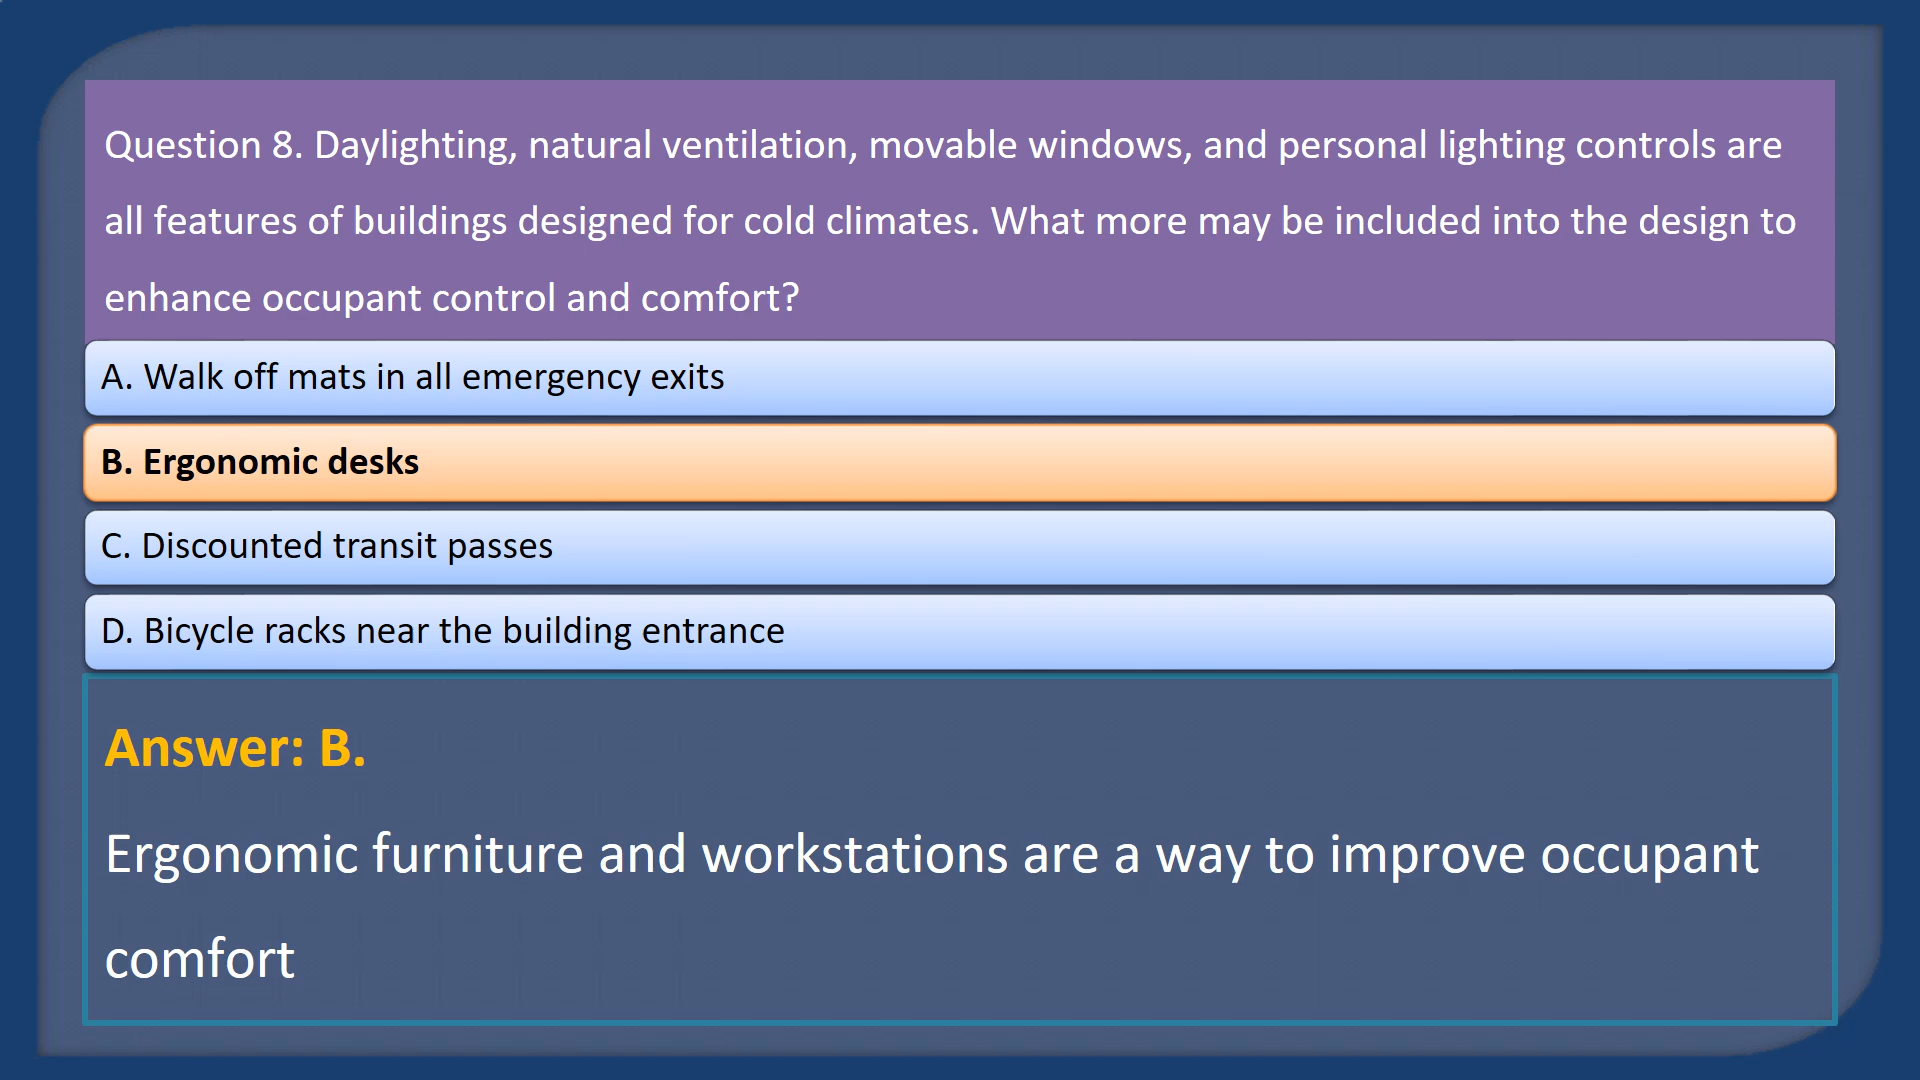 Question 8. Daylighting, natural ventilation, movable windows, and personal lighting controls are
all features of buildings designed for cold climates. What more may be included into the design to
enhance occupant control and comfort?
A. Walk off mats in all emergency exits
B. Ergonomic desks
C. Discounted transit passes
D. Bicycle racks near the building entrance
Answer: B.
Ergonomic furniture and workstations are a way to improve occupant
comfort